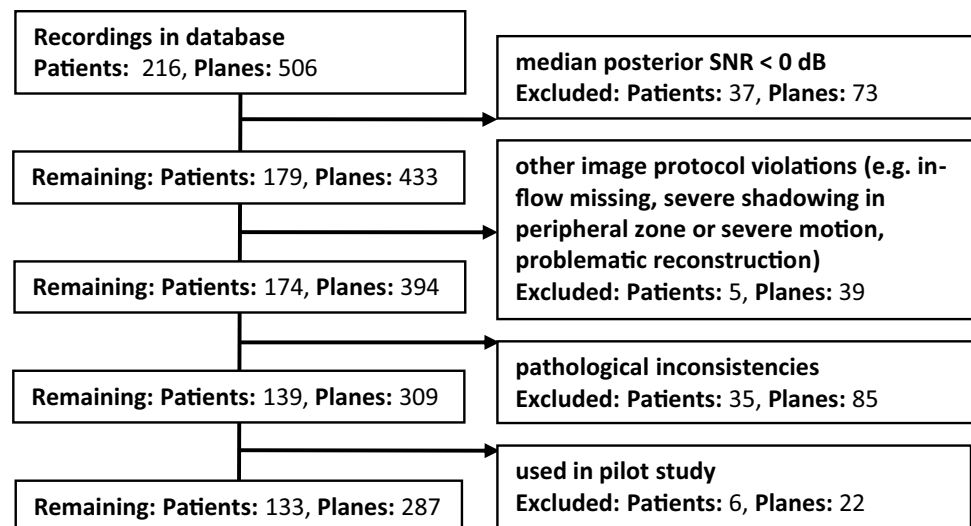 Recordings in database
Patients: 216, Planes: 506
median posterior SNR < 0 dB
Excluded: Patients: 37, Planes: 73
Remaining: Patients: 179, Planes: 433
other image protocol violations (e.g. in-
flow missing, severe shadowing in
peripheral zone or severe motion,
problematic reconstruction)
Excluded: Patients: 5, Planes: 39
Remaining: Patients: 174, Planes: 394
pathological inconsistencies
Excluded: Patients: 35, Planes: 85
Remaining: Patients: 139, Planes: 309
used in pilot study
Excluded: Patients: 6, Planes: 22
Remaining: Patients: 133, Planes: 287